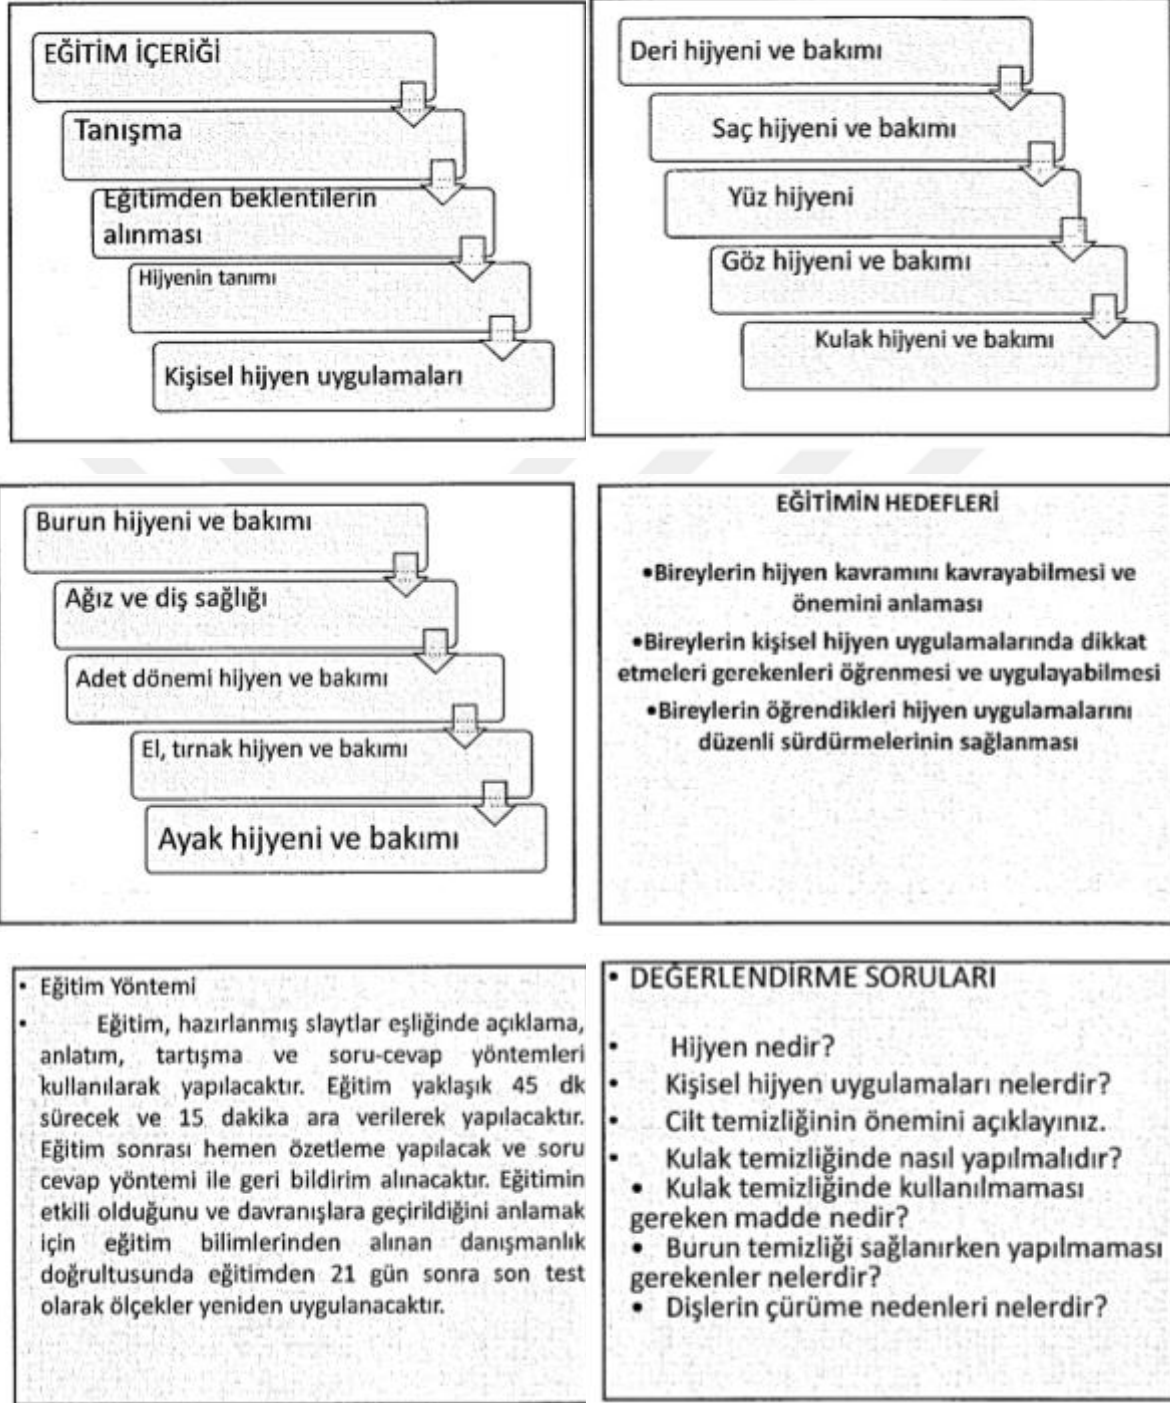 EĞİTİM İÇERİĞİ
Tanışma
Eğitimden beklentilerin
alınması
Hijyenin tanımı
Kişisel hijyen uygulamaları
Deri hijyeni ve bakımı
Saç hijyeni ve bakımı
Yüz hijyeni
Göz hijyeni ve bakımı
Kulak hijyeni ve bakımı
Burun hijyeni ve bakımı
Ağız ve diş sağlığı
Adet dönemi hijyen ve bakımı
El, tırnak hijyen ve bakımı
Ayak hijyeni ve bakımı
EĞİTİMİN HEDEFLERİ
•Bireylerin hijyen kavramını kavrayabilmesi ve
önemini anlaması
•Bireylerin kişisel hijyen uygulamalarında dikkat
etmeleri gerekenleri öğrenmesi ve uygulayabilmesi
•Bireylerin öğrendikleri hijyen uygulamalarını
düzenli sürdürmelerinin sağlanması
• Eğitim Yöntemi
• Eğitim, hazırlanmış slaytlar eşliğinde açıklama,
anlatım, tartışma ve soru-cevap yöntemleri
kullanılarak yapılacaktır. Eğitim yaklaşık 45 dk
sürecek ve 15 dakika ara verilerek yapılacaktır.
Eğitim sonrası hemen özetleme yapılacak ve soru
cevap yöntemi ile geri bildirim alınacaktır. Eğitimin
etkili olduğunu ve davranışlara geçirildiğini anlamak
için eğitim bilimlerinden alınan danışmanlık
doğrultusunda eğitimden 21 gün sonra son test
olarak ölçekler yeniden uygulanacaktır.
• DEĞERLENDİRME SORULARI
• Hijyen nedir?
• Kişisel hijyen uygulamaları nelerdir?
• Cilt temizliğinin önemini açıklayınız.
• Kulak temizliğinde nasıl yapılmalıdır?
• Kulak temizliğinde kullanılmaması
gereken madde nedir?
• Burun temizliği sağlanırken yapılmaması
gerekenler nelerdir?
• Dişlerin çürüme nedenleri nelerdir?